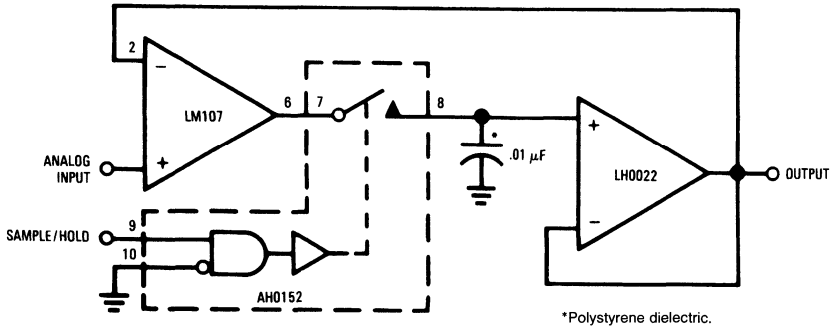 2
−
LM107
6
7
8
+
ANALOG
INPUT
*
.01 µF
+
LH0022
OUTPUT
−
SAMPLE/HOLD
9
10
AH0152
*Polystyrene dielectric.